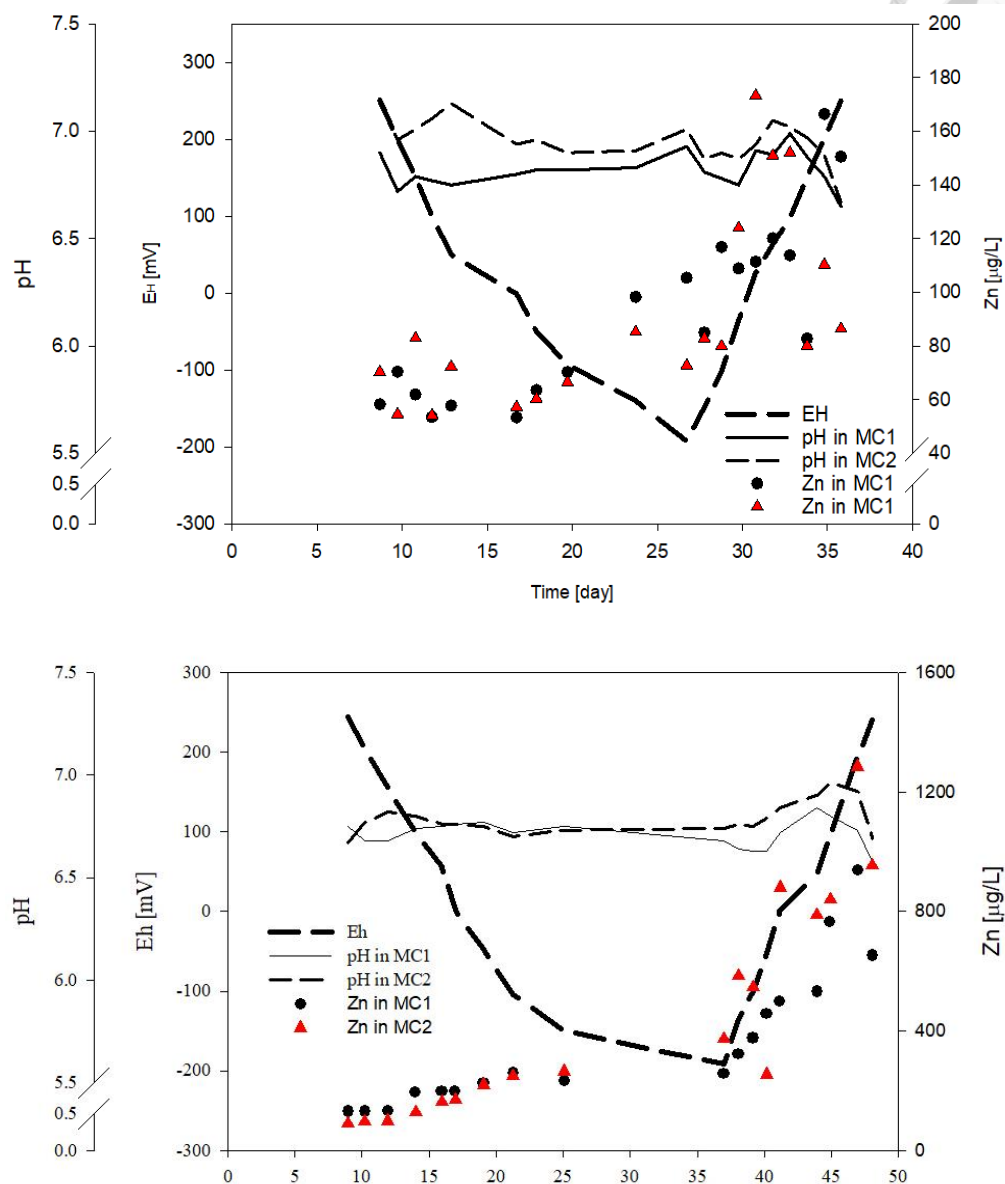 7.5
7.0
6.5
6.0
5.5
0.5
0.0
pH
300
200
100
0
-100
-200
-300
EH [mV]
200
180
160
140
120
100
80
60
40
0
Zn [µg/L]
EH
pH in MC1
pH in MC2
Zn in MC1
Zn in MC1
0 5 10 15 20 25 30 35 40
Time [day]
7.5
7.0
6.5
6.0
5.5
0.5
0.0
pH
300
200
100
0
-100
-200
-300
Eh [mV]
1600
1200
800
400
0
Zn [µg/L]
Eh
pH in MC1
pH in MC2
Zn in MC1
Zn in MC2
0 5 10 15 20 25 30 35 40 45 50